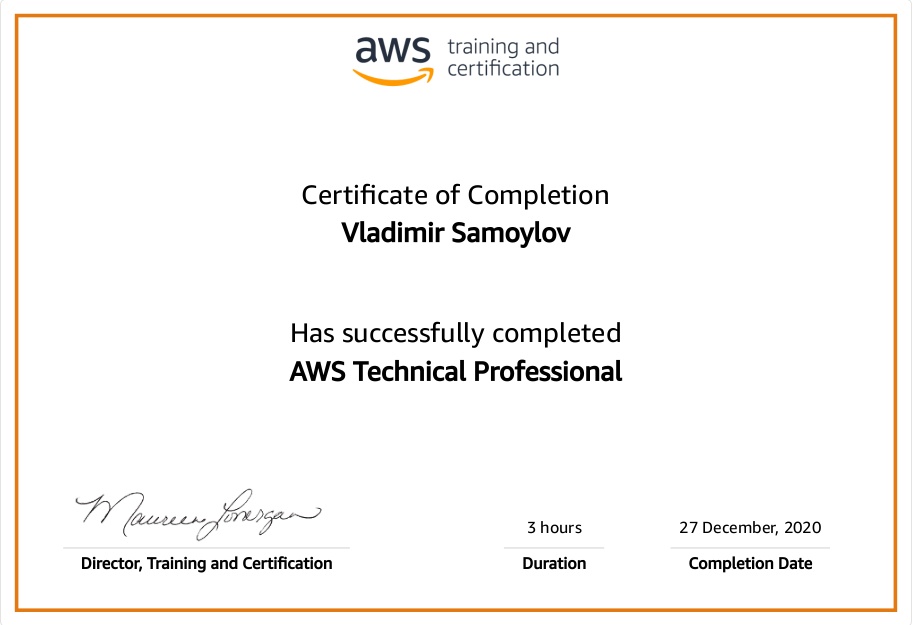 aws training and
certification
Certificate of Completion
Vladimir Samoylov
Has successfully completed
AWS Technical Professional
Maureen Lonergan
Director, Training and Certification
3 hours
Duration
27 December, 2020
Completion Date